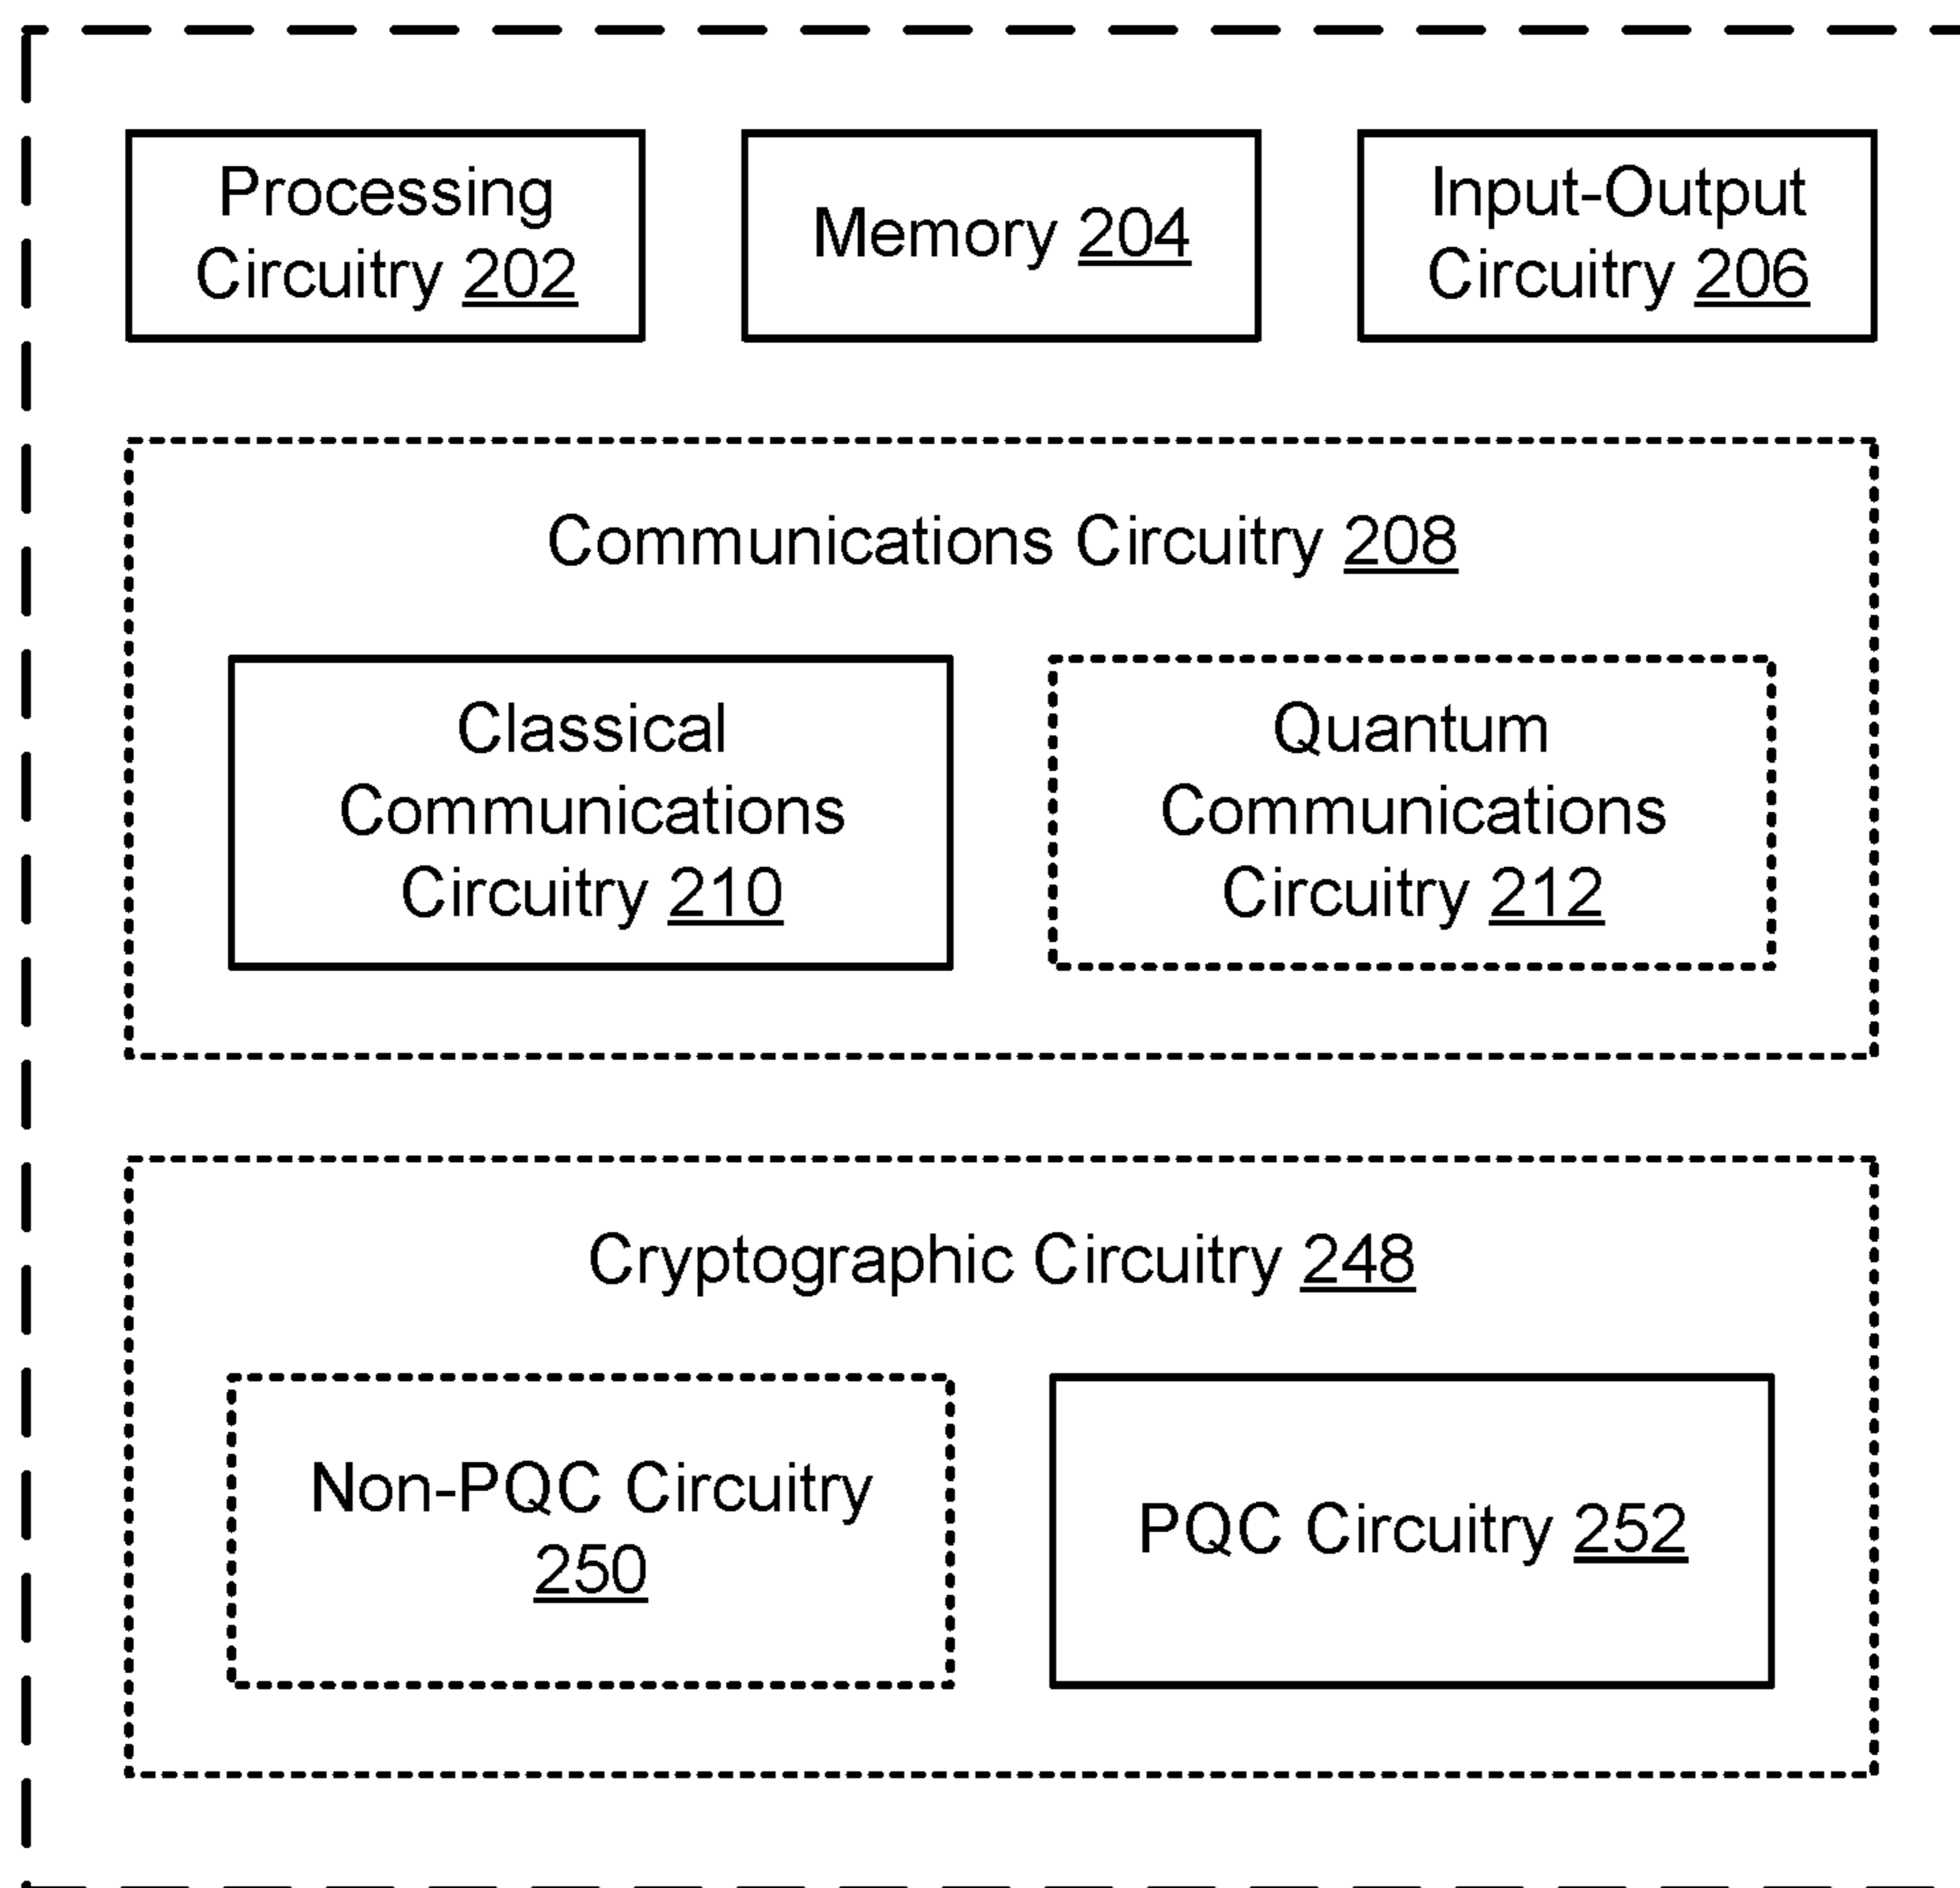 Processing
Circuitry 202
Memory 204
Input-Output
Circuitry 206
Communications Circuitry 208
Classical
Communications
Circuitry 210
Quantum
Communications
Circuitry 212
Cryptographic Circuitry 248
Non-PQC Circuitry
250
PQC Circuitry 252